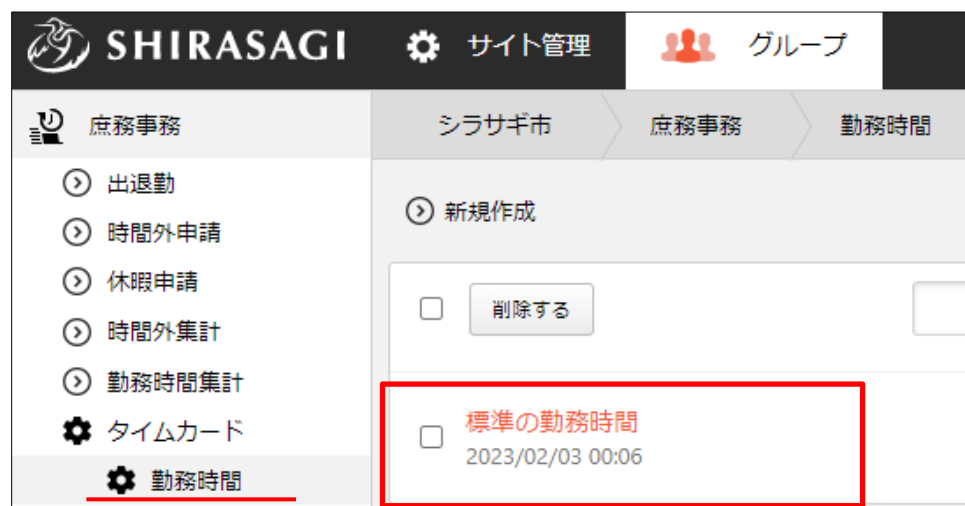 SHIRASAGI
サイト管理
グループ
庶務事務
シラサギ市
庶務事務
勤務時間
出退勤
時間外申請
休暇申請
時間外集計
勤務時間集計
タイムカード
勤務時間
新規作成
削除する
標準の勤務時間
2023/02/03 00:06